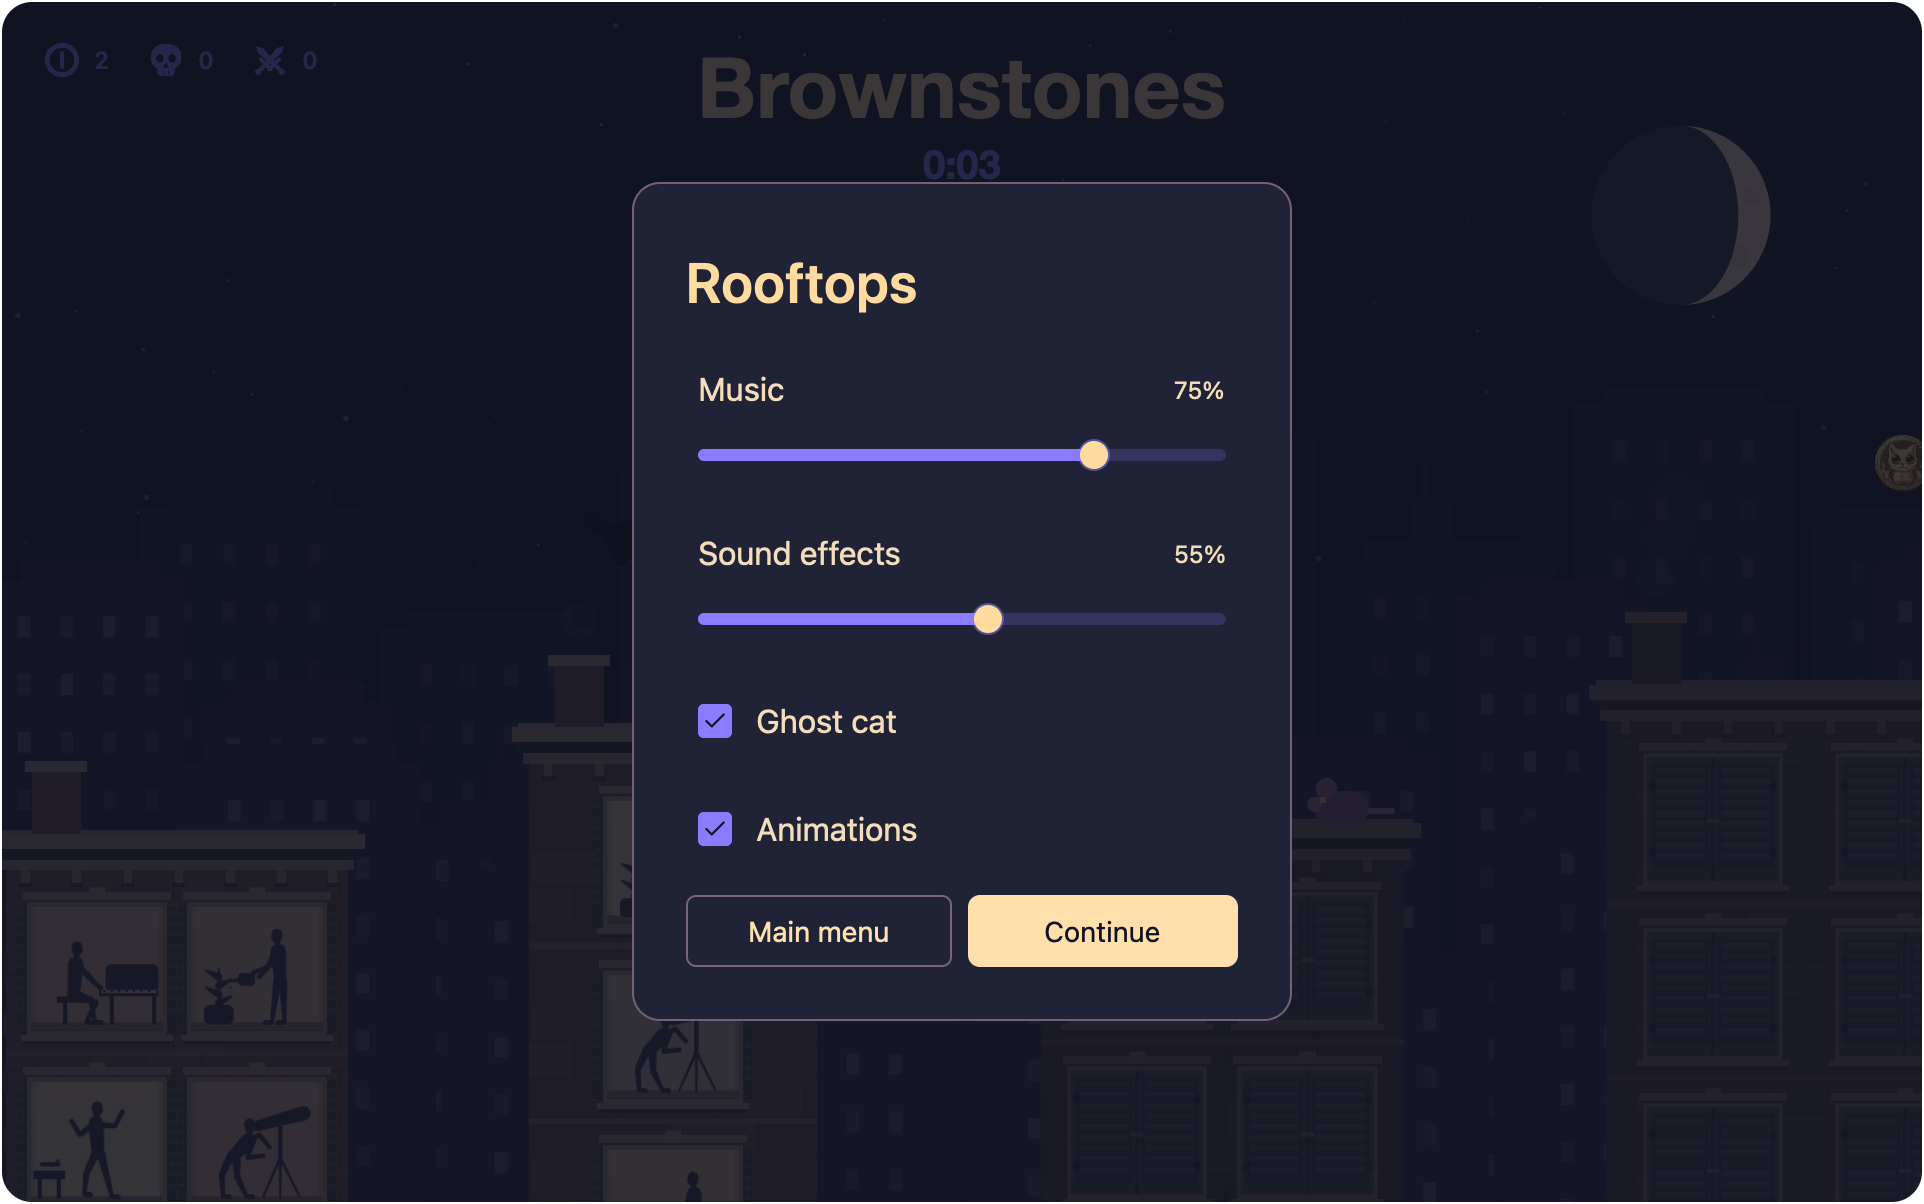 2 0 0
Brownstones
0:03
Rooftops
Music 75%
Sound effects 55%
Ghost cat
Animations
Main menu Continue